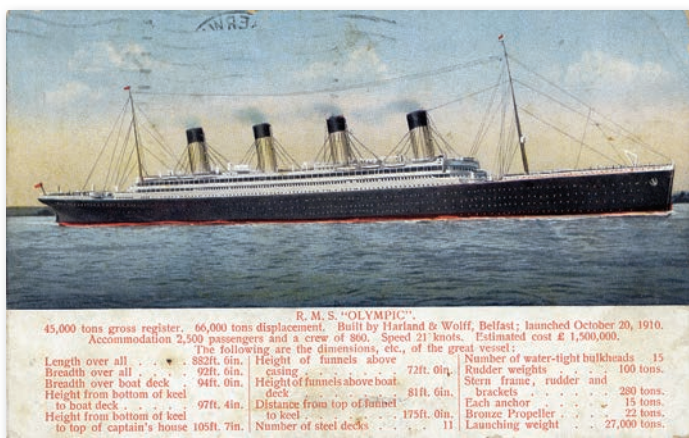 R. M. S. "OLYMPIC".
45,000 tons gross register. 66,000 tons displacement. Built by Harland & Wolff, Belfast; launched October 20, 1910.
Accommodation 2,500 passengers and a crew of 860. Speed 21 knots. Estimated cost £ 1,500,000.
The following are the dimensions, etc., of the great vessel:
Length over all . . . . . 882ft. 6in.
Breadth over all . . . . 92ft. 6in.
Breadth over boat deck . 94ft. 0in.
Height from bottom of keel
to boat deck . . . . . 97ft. 4in.
Height from bottom of keel
to top of captain's house 105ft. 7in.
Height of funnels above
casing . . . . . . 72ft. 0in.
Height of funnels above boat
deck . . . . . . 81ft. 6in.
Distance from top of funnel
to keel . . . . . 175ft. 0in.
Number of steel decks . . 11
Number of water-tight bulkheads 15
Rudder weights . . . . 100 tons.
Stern frame, rudder and
brackets . . . . . 280 tons.
Each anchor . . . . 15 tons.
Bronze Propeller . . . 22 tons.
Launching weight . . 27,000 tons.